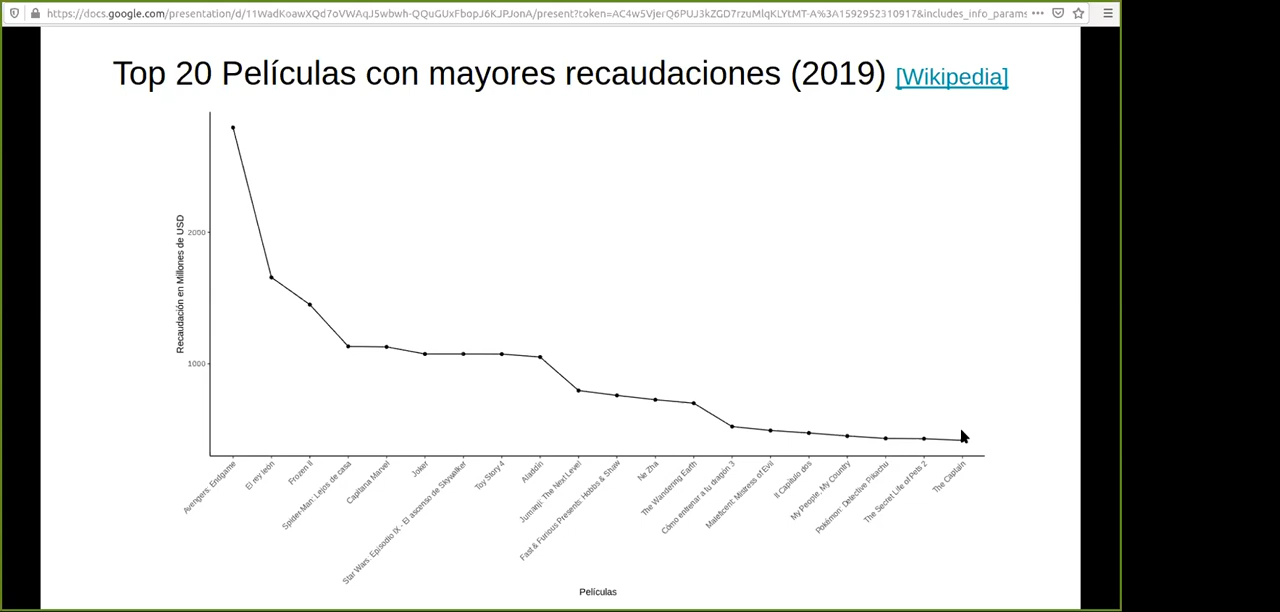 https://docs.google.com/presentation/d/11WadKoawXQd7oVWAqJ5wbwh-QQuGUxFbopJ6KJPJonA/present?token=AC4w5VjerQ6PUJ3kZGD7rzuMlqKLYtMT-A%3A1592952310917&includes_info_params
Top 20 Películas con mayores recaudaciones (2019) [Wikipedia]
Recaudación en Millones de USD
2000
1000
Avengers: Endgame
El rey león
Frozen II
Spider-Man: Lejos de casa
Capitana Marvel
Joker
Star Wars: Episodio IX - El ascenso de Skywalker
Toy Story 4
Aladdin
Jumanji: The Next Level
Fast & Furious Presents: Hobbs & Shaw
Ne Zha
The Wandering Earth
Cómo entrenar a tu dragón 3
Maleficent: Mistress of Evil
It Capítulo dos
My People, My Country
Pokémon: Detective Pikachu
The Secret Life of Pets 2
The Captain
Películas